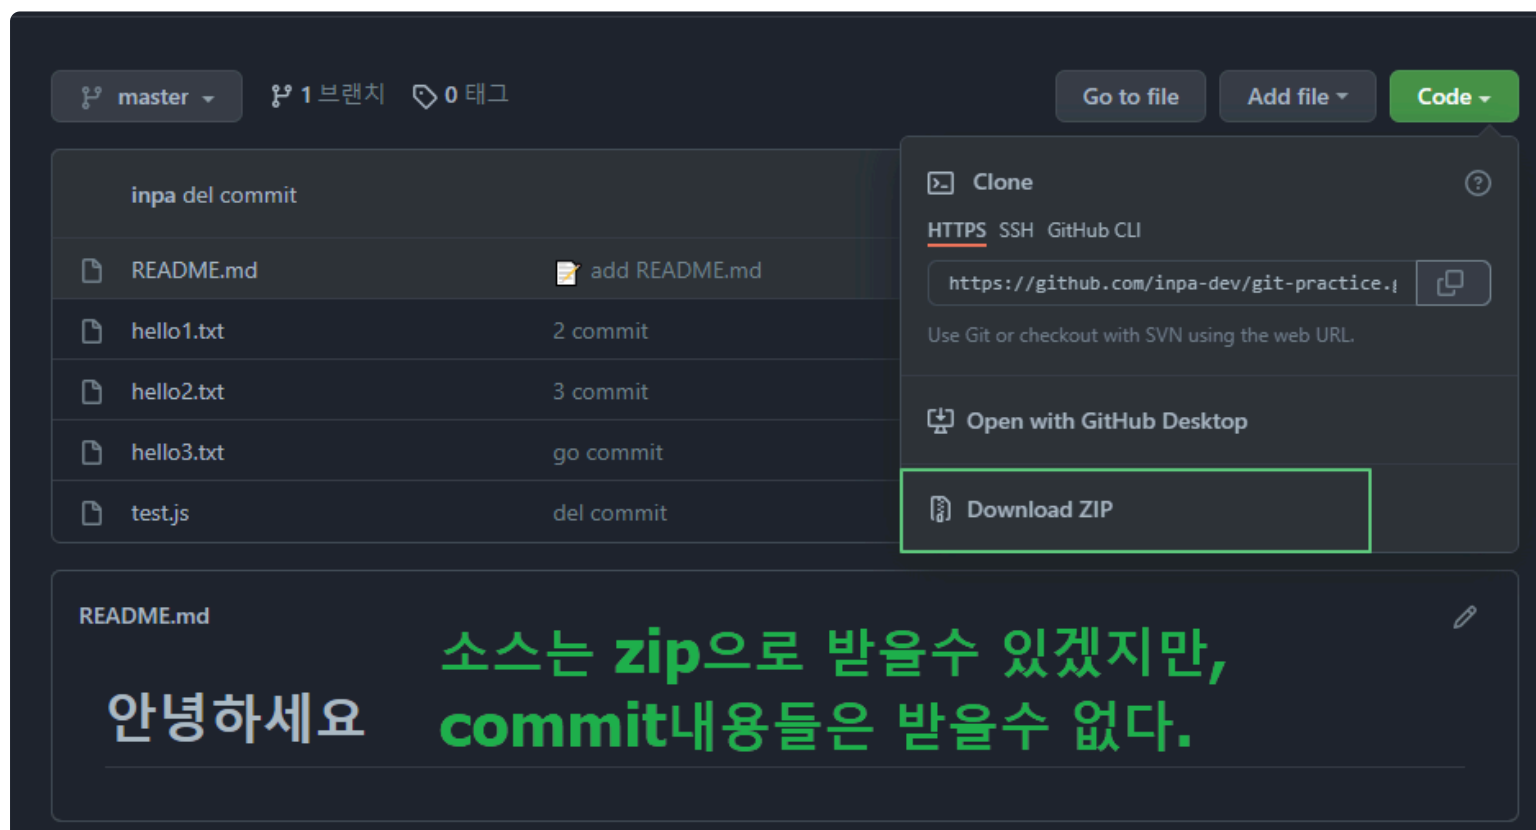 master 1 브랜치 0 태그 Go to file Add file Code
inpa del commit
README.md add README.md
hello1.txt 2 commit
hello2.txt 3 commit
hello3.txt go commit
test.js del commit
Clone
HTTPS SSH GitHub CLI
https://github.com/inpa-dev/git-practice.
Use Git or checkout with SVN using the web URL.
Open with GitHub Desktop
Download ZIP
README.md
안녕하세요
소스는 zip으로 받을수 있겠지만,
commit내용들은 받을수 없다.